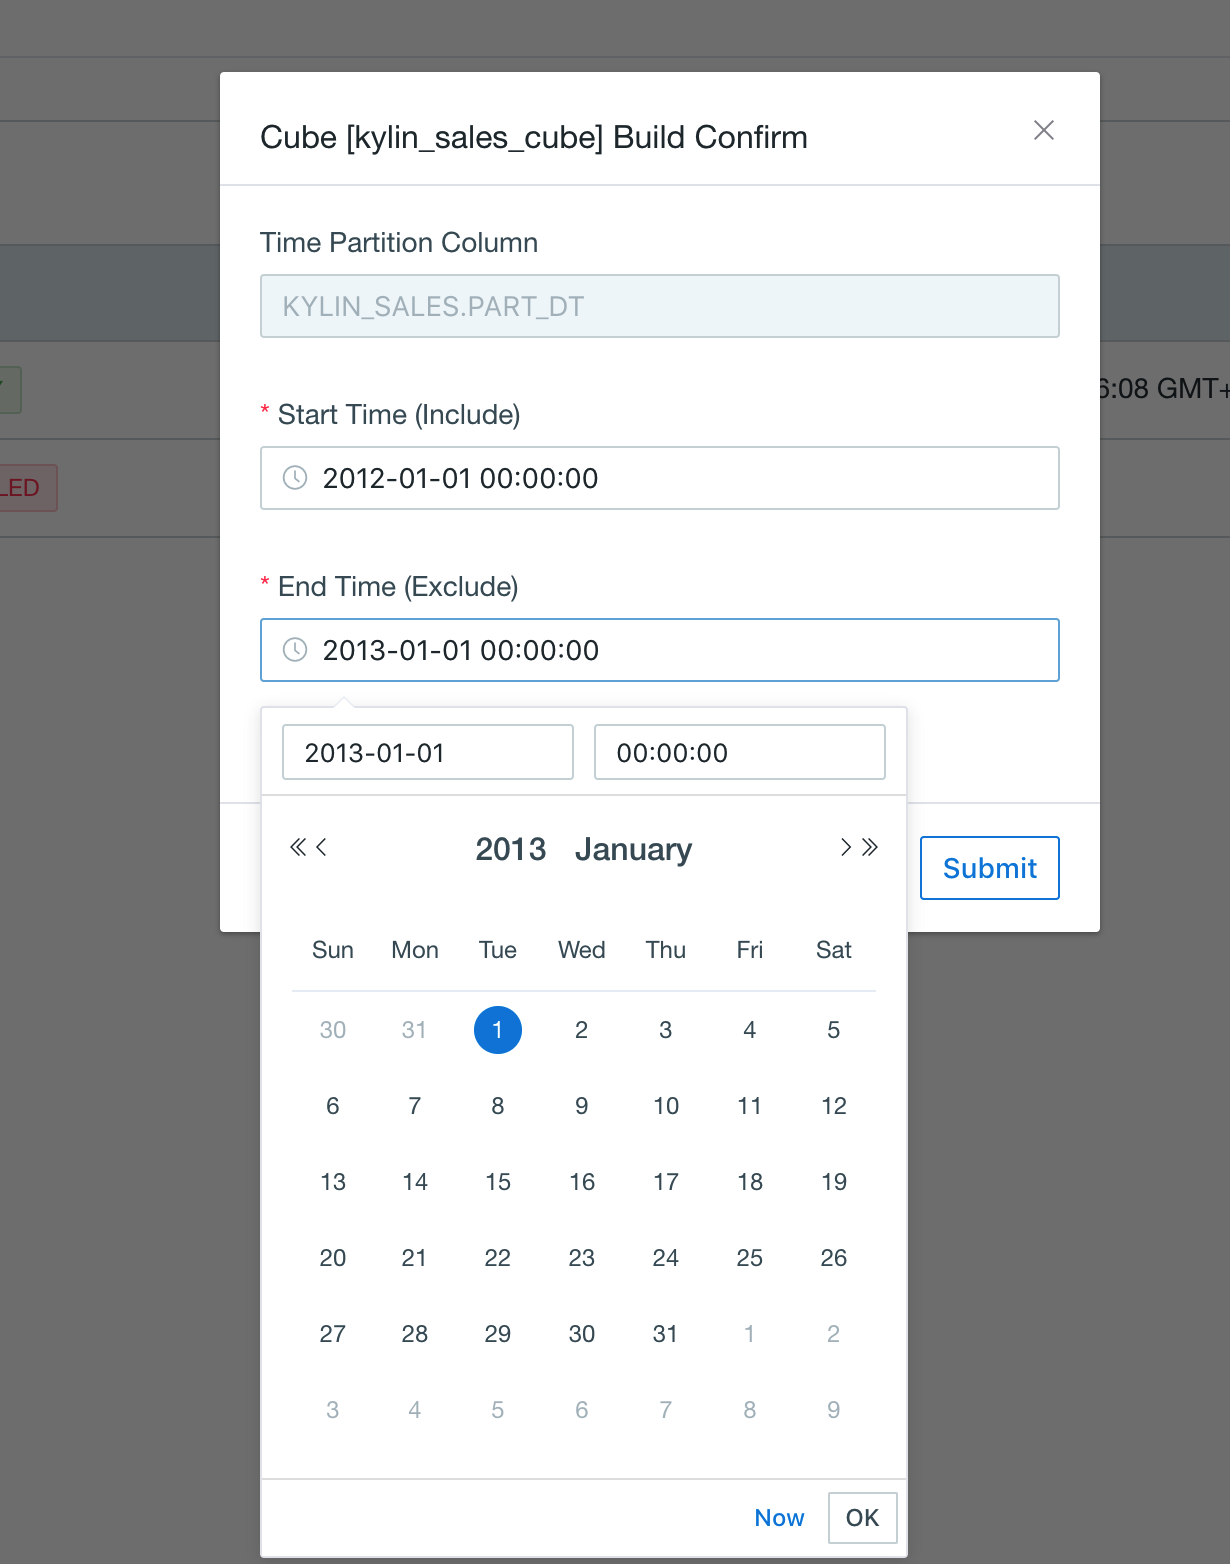 Cube [kylin_sales_cube] Build Confirm
Time Partition Column
KYLIN_SALES.PART_DT
6:08 GMT+
* Start Time (Include)
2012-01-01 00:00:00
LED
* End Time (Exclude)
2013-01-01 00:00:00
2013-01-01 00:00:00
2013 January
Submit
Sun Mon Tue Wed Thu Fri Sat
30 31 1 2 3 4 5
6 7 8 9 10 11 12
13 14 15 16 17 18 19
20 21 22 23 24 25 26
27 28 29 30 31 1 2
3 4 5 6 7 8 9
Now OK